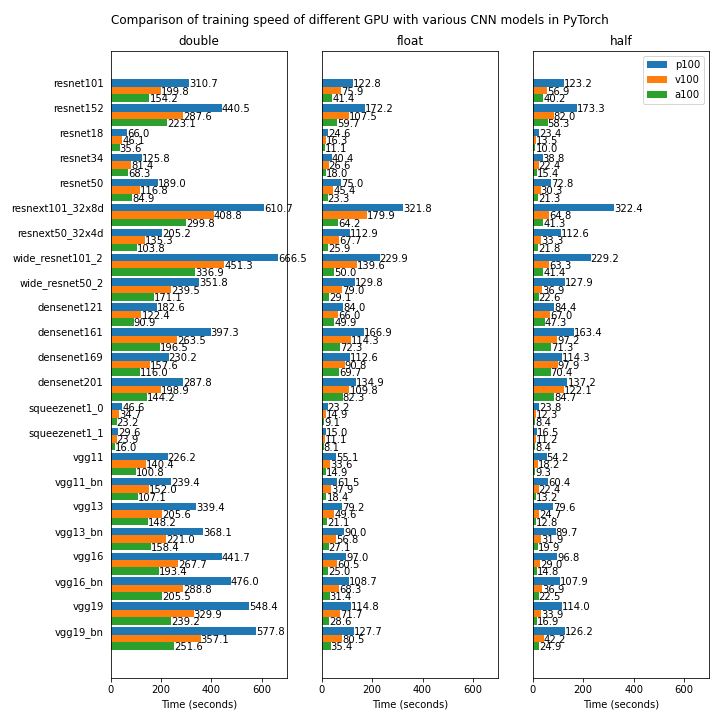 Comparison of training speed of different GPU with various CNN models in PyTorch
double float half
p100
v100
a100
resnet101 310.7 122.8 123.2
199.8 75.9 56.9
154.2 41.4 40.2
resnet152 440.5 172.2 173.3
287.6 107.5 82.0
223.1 59.7 58.3
resnet18 66.0 24.6 23.4
46.1 16.3 13.5
35.6 11.1 10.0
resnet34 125.8 40.4 38.8
81.4 26.6 22.4
68.3 18.0 15.4
resnet50 189.0 75.0 72.8
116.8 45.4 30.3
84.9 23.3 21.3
resnext101_32x8d 610.7 321.8 322.4
408.8 179.9 64.8
299.8 64.2 41.3
resnext50_32x4d 205.2 112.9 112.6
135.3 67.7 33.3
103.8 25.9 21.8
wide_resnet101_2 666.5 229.9 229.2
451.3 139.6 63.3
336.9 50.0 41.4
wide_resnet50_2 351.8 129.8 127.9
239.5 79.0 36.9
171.1 29.1 22.6
densenet121 182.6 84.0 84.4
122.4 66.0 67.0
90.9 49.9 47.3
densenet161 397.3 166.9 163.4
263.5 114.3 97.2
196.5 72.3 71.3
densenet169 230.2 112.6 114.3
157.6 90.8 97.9
116.0 69.7 70.4
densenet201 287.8 134.9 137.2
198.9 109.8 122.1
144.2 82.3 84.7
squeezenet1_0 46.6 23.2 23.8
34.7 14.9 12.3
23.2 9.1 8.4
squeezenet1_1 29.6 15.0 16.5
23.9 11.1 11.2
16.0 8.1 8.4
vgg11 226.2 55.1 54.2
140.4 33.6 18.2
100.8 14.9 9.3
vgg11_bn 239.4 61.5 60.4
152.0 37.9 22.4
107.1 18.4 13.2
vgg13 339.4 79.2 79.6
205.6 49.6 24.7
148.2 21.1 12.8
vgg13_bn 368.1 90.0 89.7
221.0 56.8 31.9
158.4 27.1 19.9
vgg16 441.7 97.0 96.8
267.7 60.5 29.0
193.4 25.0 14.8
vgg16_bn 476.0 108.7 107.9
288.8 68.3 36.9
205.5 31.4 22.5
vgg19 548.4 114.8 114.0
329.9 71.7 33.9
239.2 28.6 16.9
vgg19_bn 577.8 127.7 126.2
357.1 80.5 42.2
251.6 35.4 24.9
0 200 400 600 0 200 400 600 0 200 400 600
Time (seconds) Time (seconds) Time (seconds)